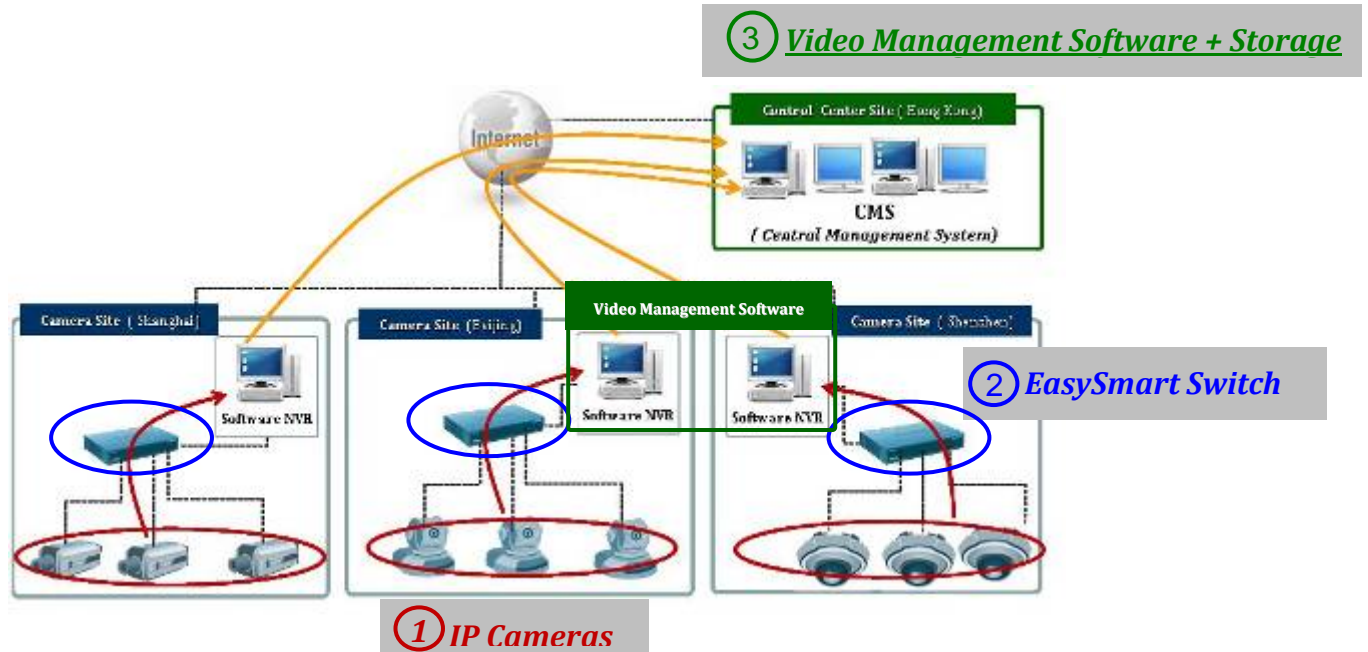 3 Video Management Software + Storage
Control Center Site ( Hong Kong)
Internet
CMS
( Central Management System)
Camera Site ( Shanghai)
Camera Site (Beijing)
Video Management Software
Camera Site ( Shenzhen)
Software NVR
Software NVR
Software NVR
2 EasySmart Switch
1 IP Cameras